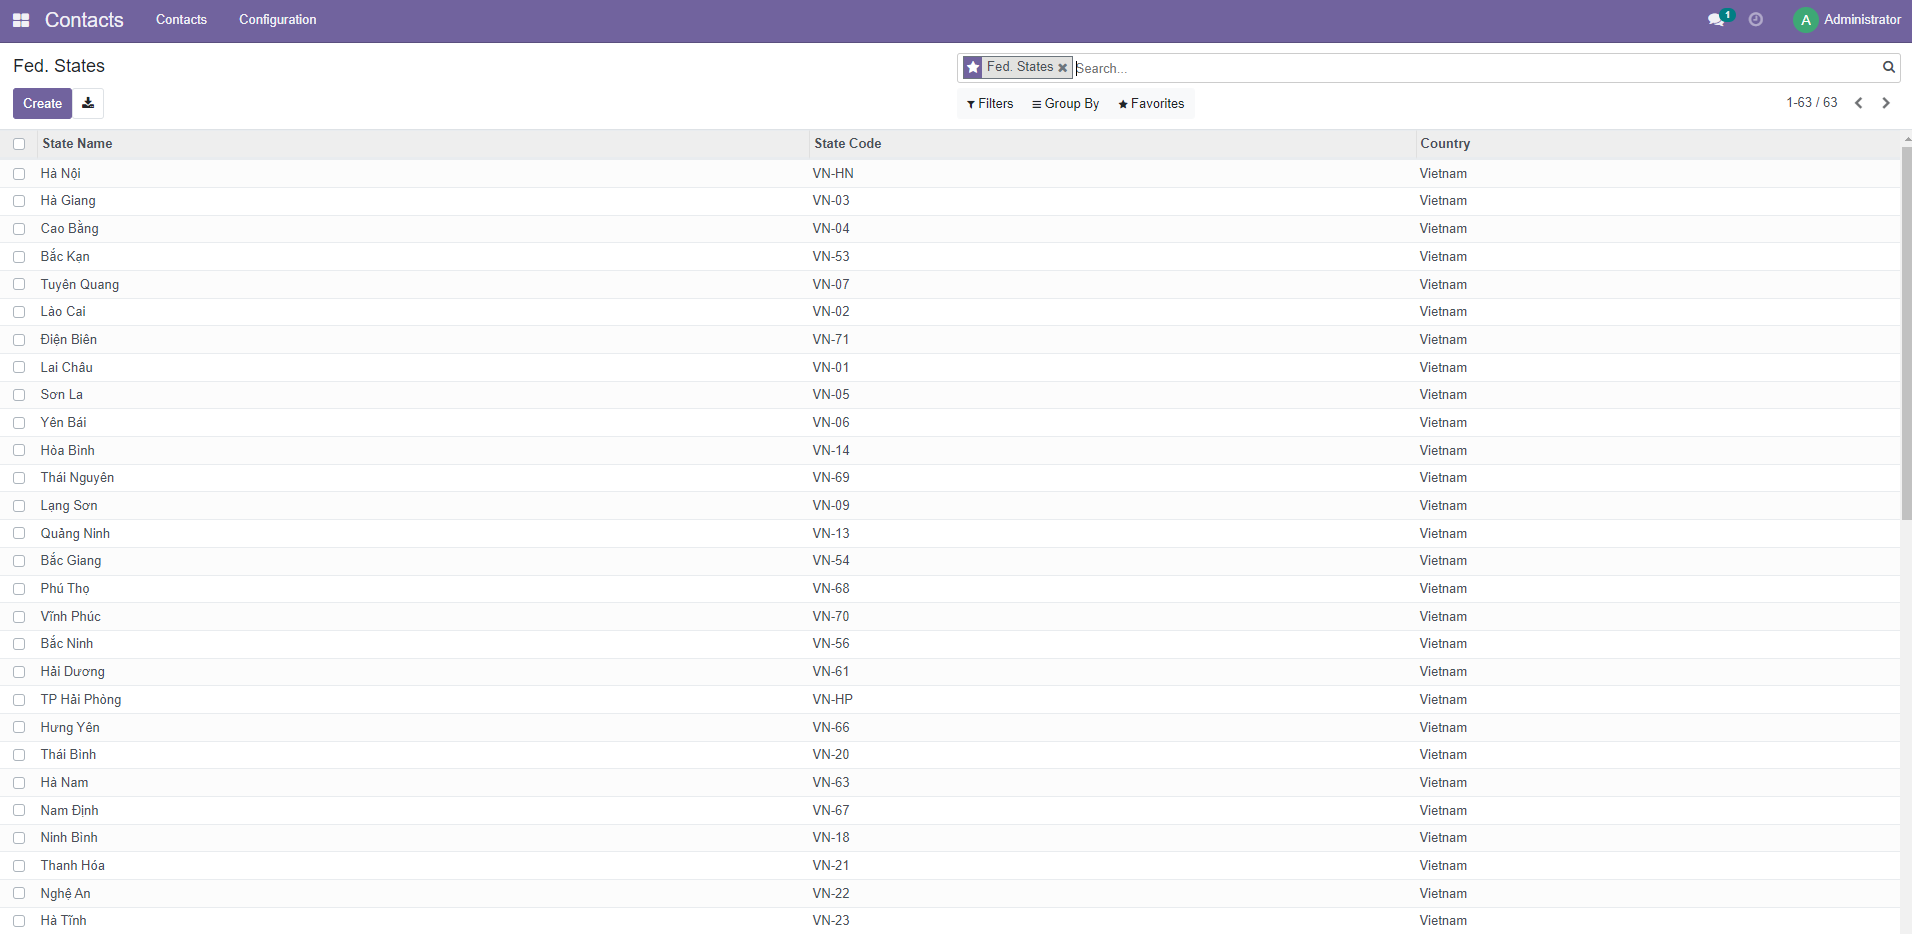 Contacts Contacts Configuration 1 A Administrator
Fed. States
Fed. States Search...
Create
Filters Group By Favorites 1-63 / 63
State Name State Code Country
Hà Nội VN-HN Vietnam
Hà Giang VN-03 Vietnam
Cao Bằng VN-04 Vietnam
Bắc Kạn VN-53 Vietnam
Tuyên Quang VN-07 Vietnam
Lào Cai VN-02 Vietnam
Điện Biên VN-71 Vietnam
Lai Châu VN-01 Vietnam
Sơn La VN-05 Vietnam
Yên Bái VN-06 Vietnam
Hòa Bình VN-14 Vietnam
Thái Nguyên VN-69 Vietnam
Lạng Sơn VN-09 Vietnam
Quảng Ninh VN-13 Vietnam
Bắc Giang VN-54 Vietnam
Phú Thọ VN-68 Vietnam
Vĩnh Phúc VN-70 Vietnam
Bắc Ninh VN-56 Vietnam
Hải Dương VN-61 Vietnam
TP Hải Phòng VN-HP Vietnam
Hưng Yên VN-66 Vietnam
Thái Bình VN-20 Vietnam
Hà Nam VN-63 Vietnam
Nam Định VN-67 Vietnam
Ninh Bình VN-18 Vietnam
Thanh Hóa VN-21 Vietnam
Nghệ An VN-22 Vietnam
Hà Tĩnh VN-23 Vietnam